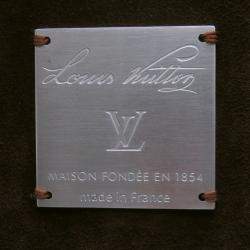 Louis Vuitton
LV
MAISON FONDÉE EN 1854
made in France